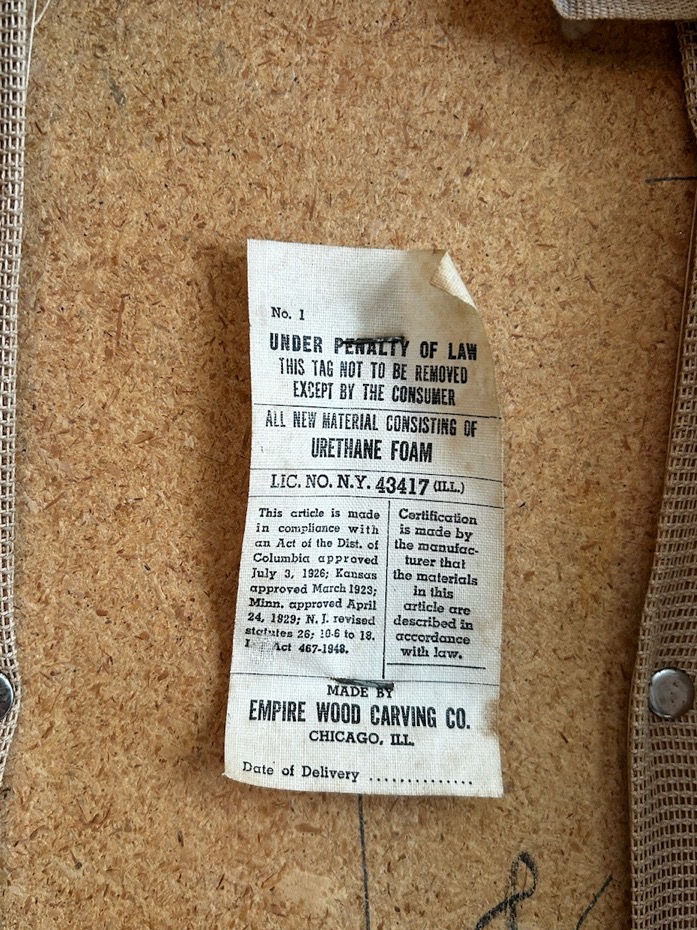 No. 1
UNDER PENALTY OF LAW
THIS TAG NOT TO BE REMOVED
EXCEPT BY THE CONSUMER
ALL NEW MATERIAL CONSISTING OF
URETHANE FOAM
LIC. NO. N.Y. 43417 (ILL.)
This article is made
in compliance with
an Act of the Dist. of
Columbia approved
July 3, 1926; Kansas
approved March 1923;
Minn. approved April
24, 1929; N. J. revised
statutes 26; 10-6 to 18.
Act 467-1948.
Certification
is made by
the manufac-
turer that
the materials
in this
article are
described in
accordance
with law.
MADE BY
EMPIRE WOOD CARVING CO.
CHICAGO, ILL.
Date of Delivery ..............